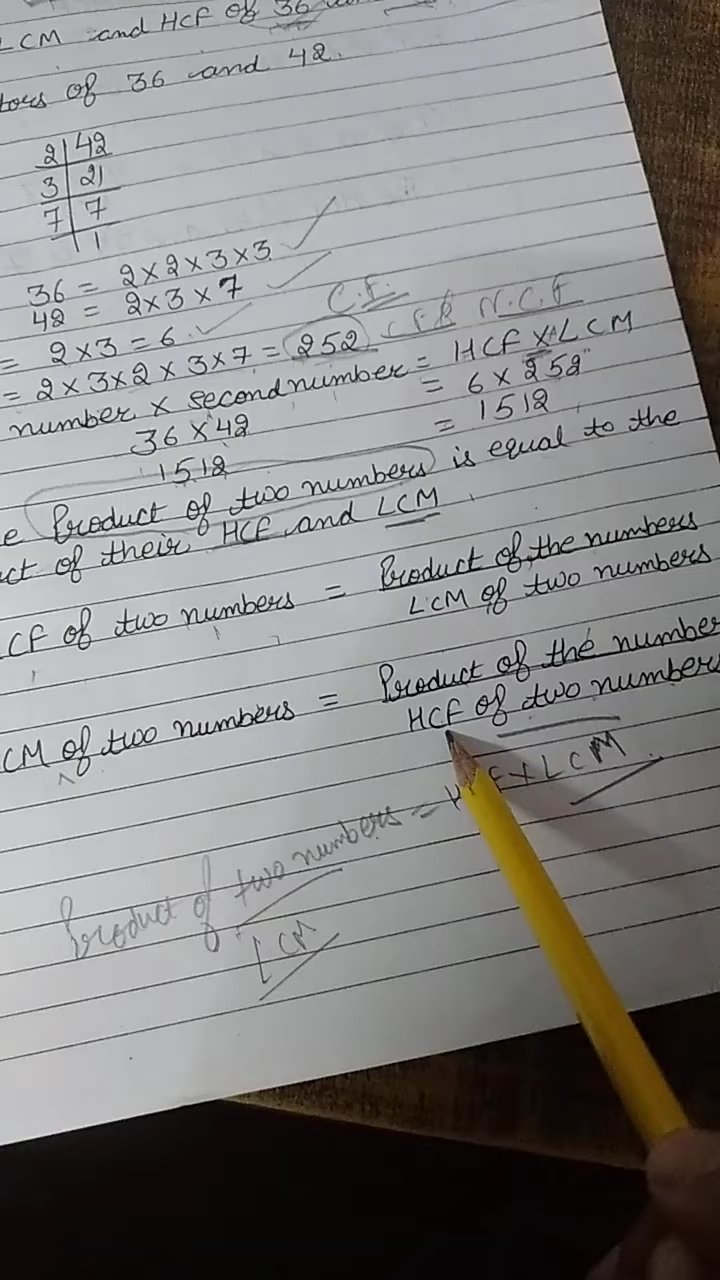 LCM and HCF of 36
tors of 36 and 42.
2 | 42
3 | 21
7 | 7
1
36 = 2 x 2 x 3 x 3 ✓
42 = 2 x 3 x 7 ✓
= 2 x 3 = 6 ✓ C.F.
= 2 x 3 x 2 x 3 x 7 = 252 CF & N.C.F
number x second number = HCF x LCM
36 x 42 = 6 x 252
1512 = 1512
e Product of two numbers is equal to the
ct of their HCF and LCM.
CF of two numbers = Product of the numbers
LCM of two numbers
CM of two numbers = Product of the number
HCF of two numbers
Product of two numbers = HCF x LCM
LCM